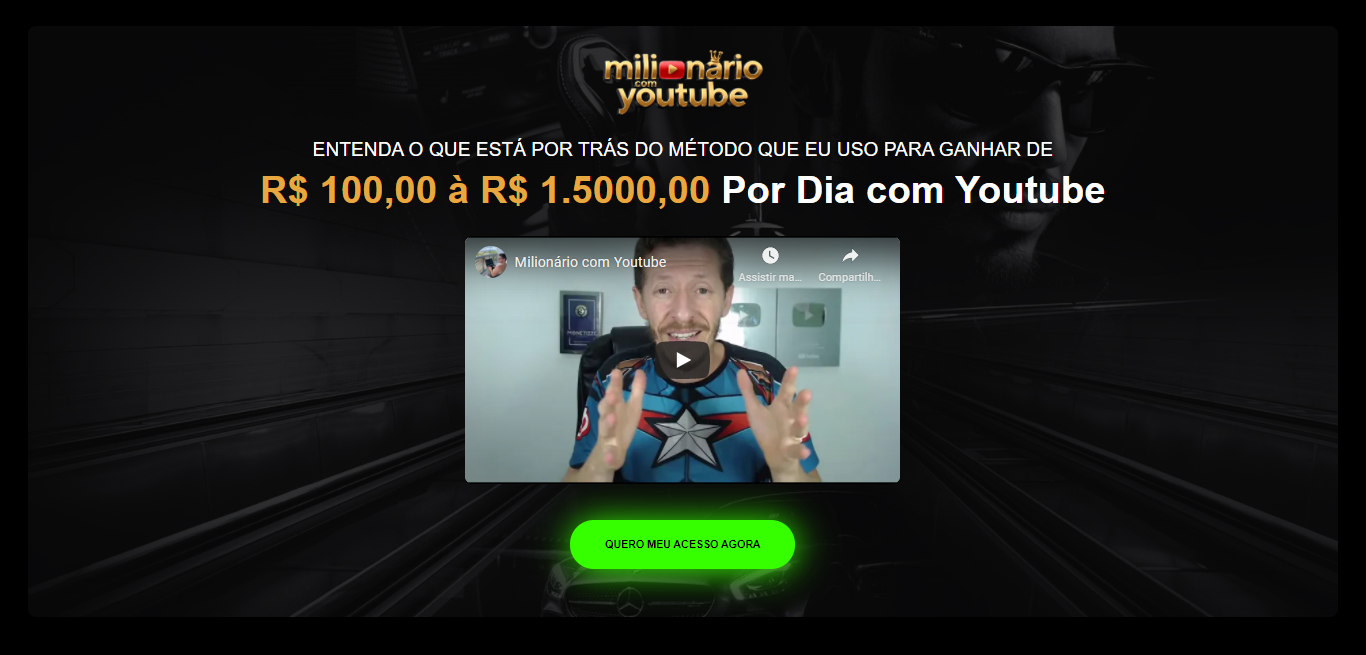 milionário
com
youtube
ENTENDA O QUE ESTÁ POR TRÁS DO MÉTODO QUE EU USO PARA GANHAR DE
R$ 100,00 à R$ 1.5000,00 Por Dia com Youtube
Milionário com Youtube
Assistir ma...
Compartilh...
QUERO MEU ACESSO AGORA